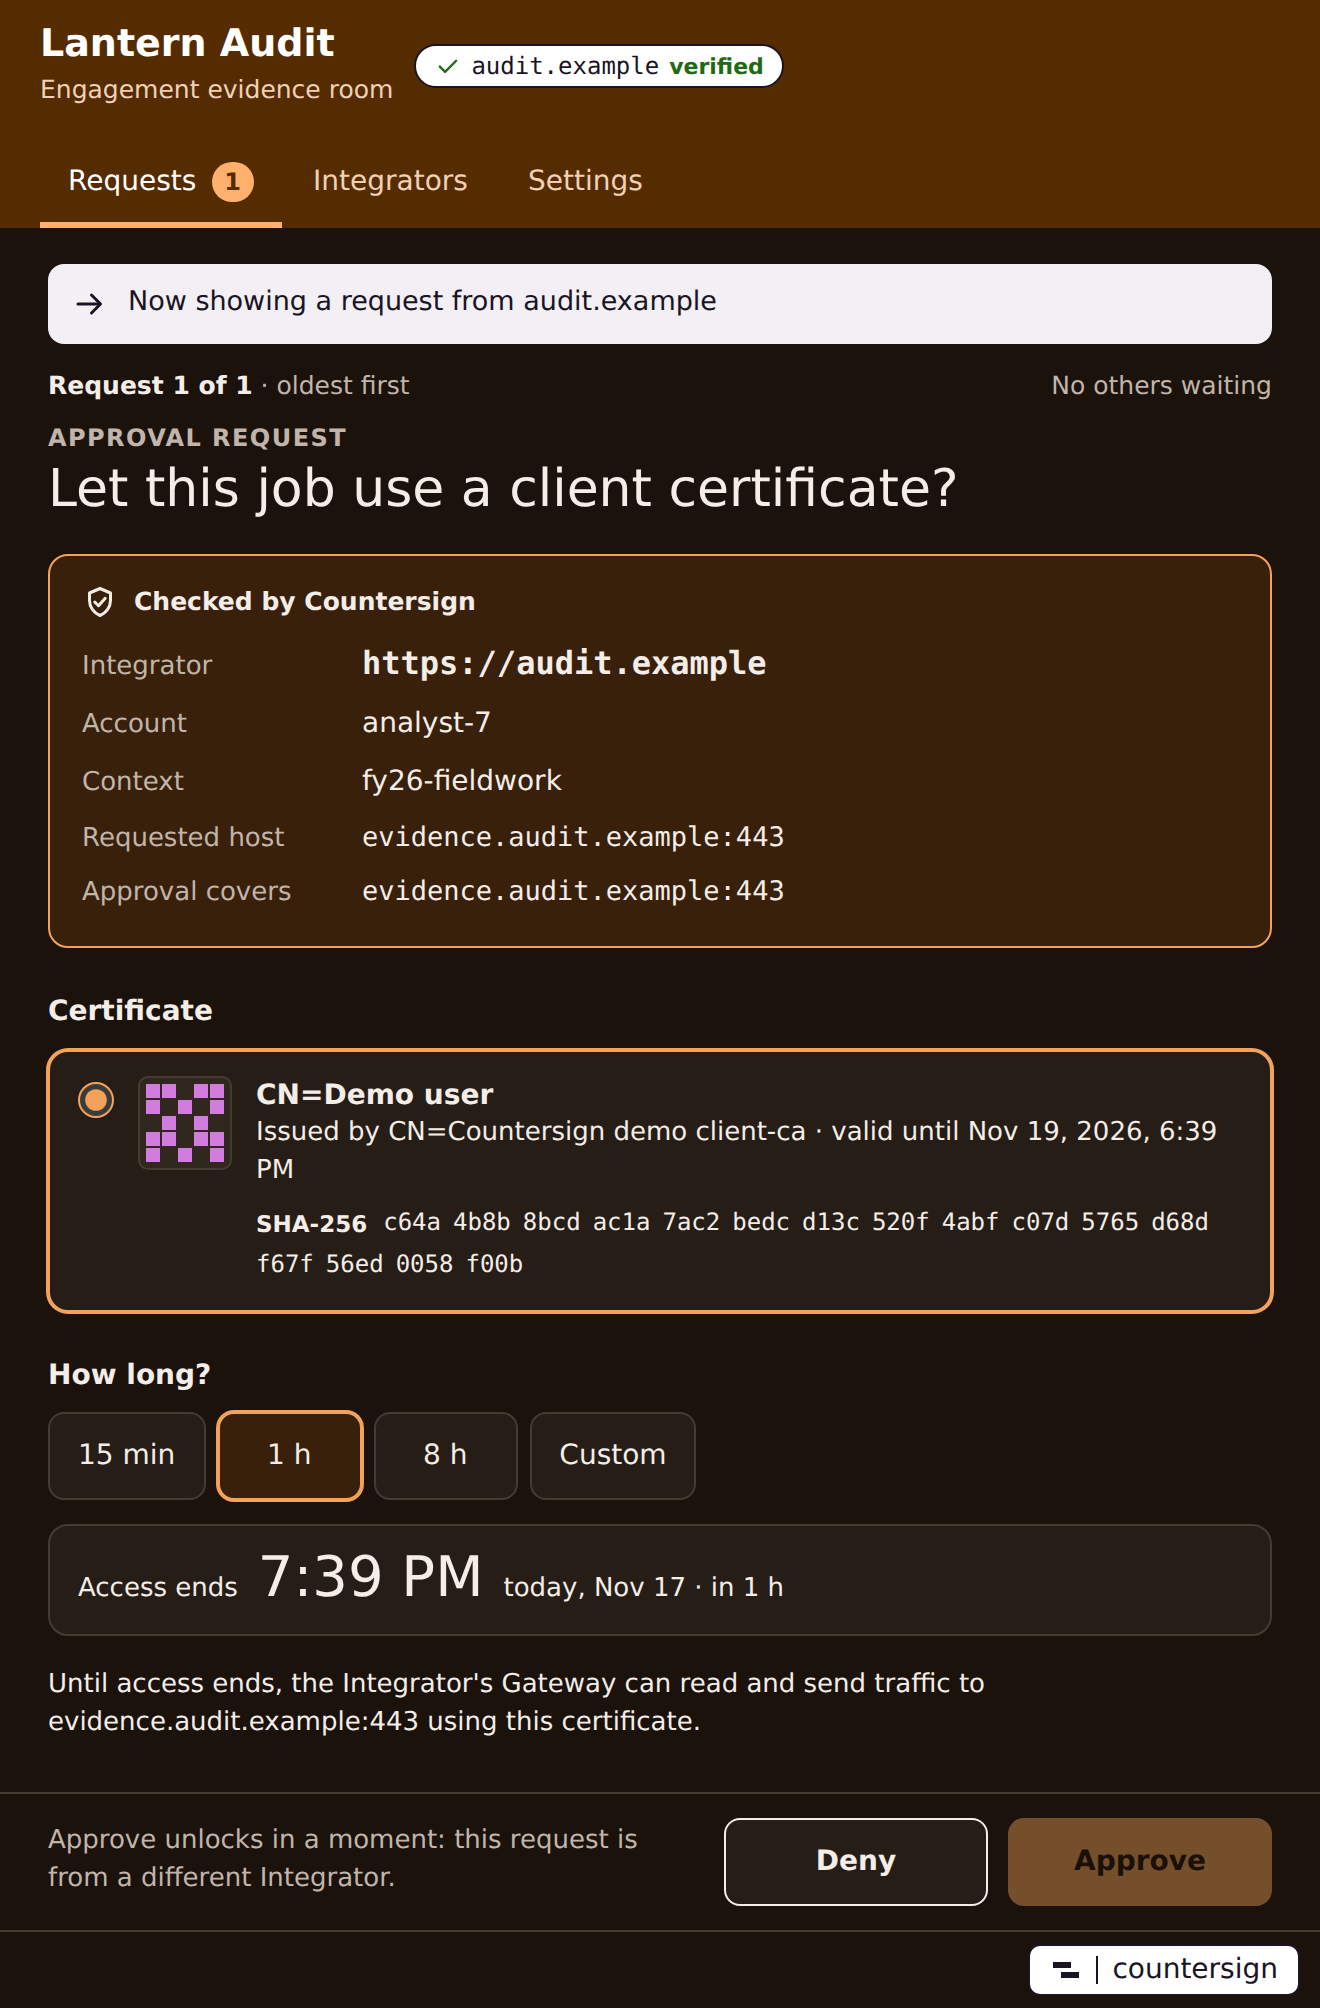 Lantern Audit
Engagement evidence room
audit.example verified
Requests 1
Integrators
Settings
Now showing a request from audit.example
Request 1 of 1 · oldest first
No others waiting
APPROVAL REQUEST
Let this job use a client certificate?
Checked by Countersign
Integrator https://audit.example
Account analyst-7
Context fy26-fieldwork
Requested host evidence.audit.example:443
Approval covers evidence.audit.example:443
Certificate
CN=Demo user
Issued by CN=Countersign demo client-ca · valid until Nov 19, 2026, 6:39
PM
SHA-256 c64a 4b8b 8bcd ac1a 7ac2 bedc d13c 520f 4abf c07d 5765 d68d
f67f 56ed 0058 f00b
How long?
15 min
1 h
8 h
Custom
Access ends 7:39 PM today, Nov 17 · in 1 h
Until access ends, the Integrator's Gateway can read and send traffic to
evidence.audit.example:443 using this certificate.
Approve unlocks in a moment: this request is
from a different Integrator.
Deny
Approve
countersign